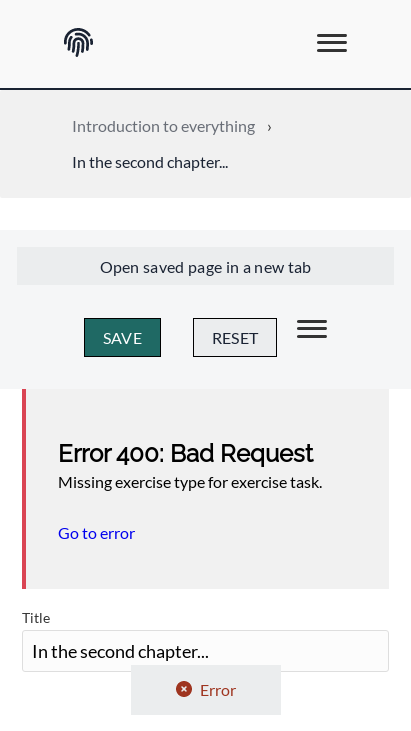 Introduction to everything ›
In the second chapter...
Open saved page in a new tab
SAVE RESET
Error 400: Bad Request
Missing exercise type for exercise task.
Go to error
Title
In the second chapter...
Error